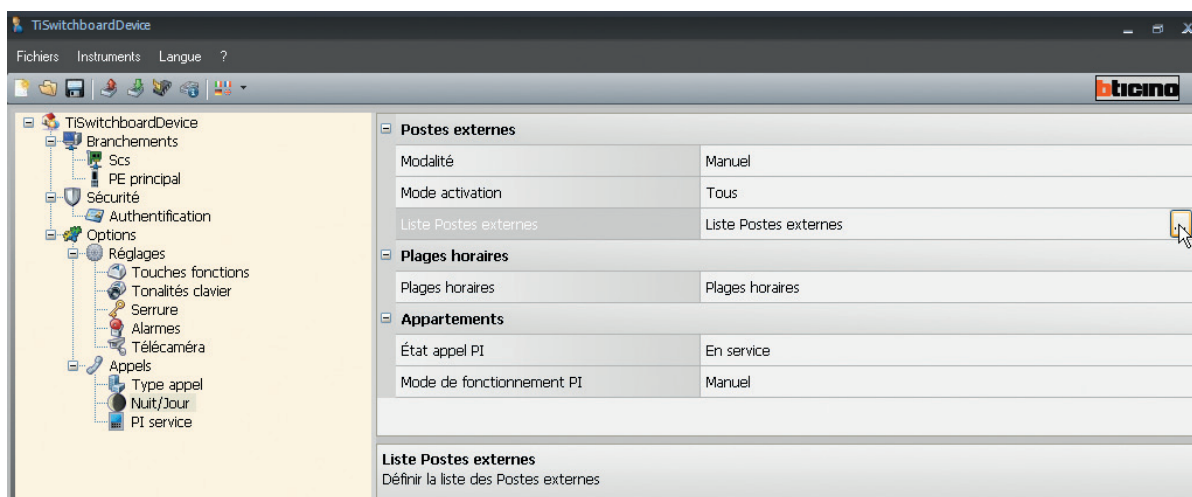 TiSwitchboardDevice
Fichiers Instruments Langue ?
bticino
TiSwitchboardDevice
Branchements
Scs
PE principal
Sécurité
Authentification
Options
Réglages
Touches fonctions
Tonalités clavier
Serrure
Alarmes
Télécaméra
Appels
Type appel
Nuit/Jour
PI service
Postes externes
Modalité Manuel
Mode activation Tous
Liste Postes externes Liste Postes externes
Plages horaires
Plages horaires Plages horaires
Appartements
État appel PI En service
Mode de fonctionnement PI Manuel
Liste Postes externes
Définir la liste des Postes externes